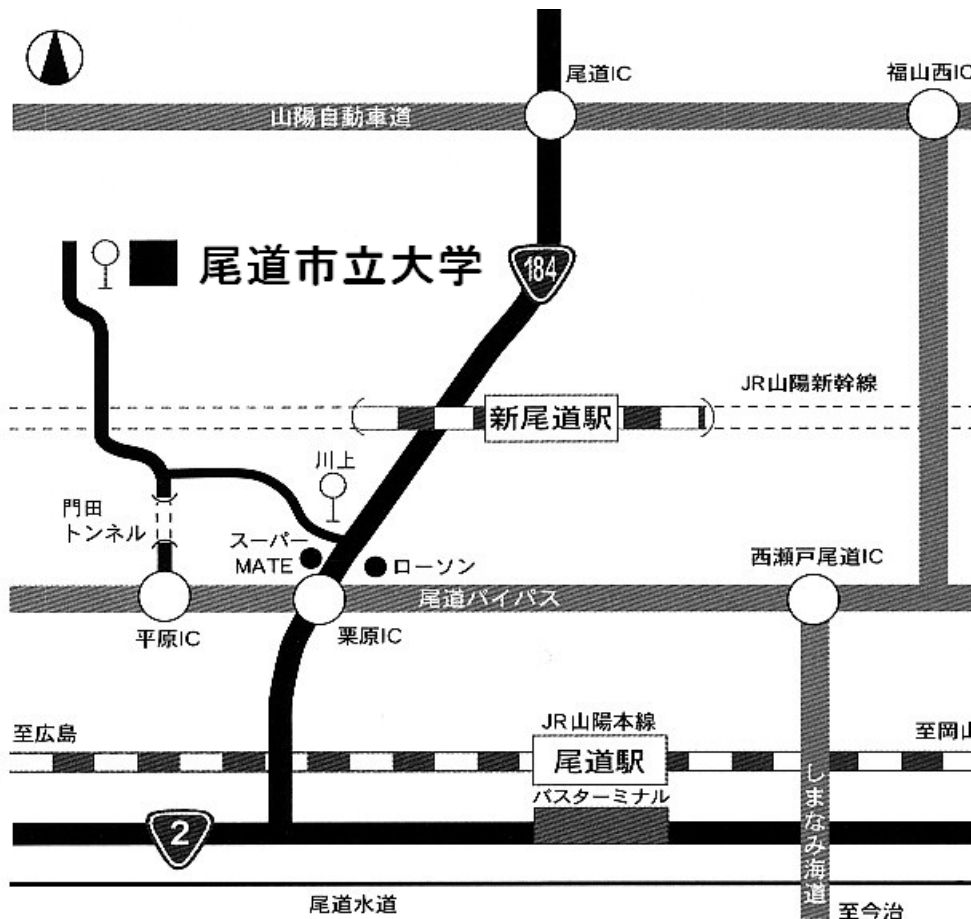 尾道IC
福山西IC
山陽自動車道
尾道市立大学
184
JR山陽新幹線
新尾道駅
川上
門田
トンネル
スーパー
MATE
ローソン
西瀬戸尾道IC
尾道バイパス
平原IC
栗原IC
至広島
JR山陽本線
至岡山
尾道駅
バスターミナル
しまなみ海道
2
尾道水道
至今治